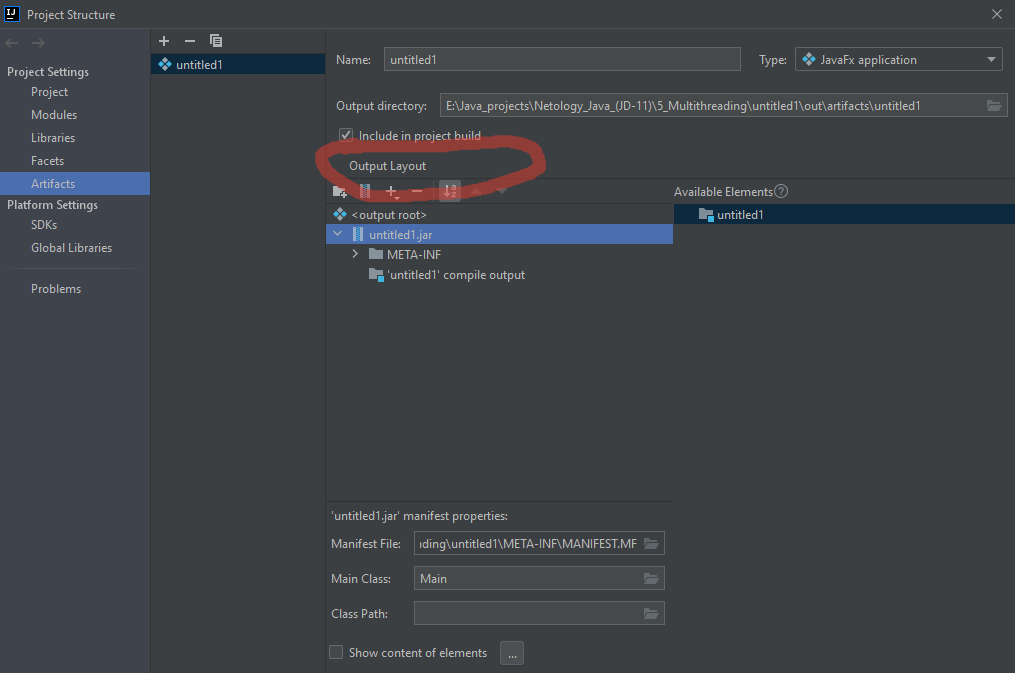 Project Structure
Project Settings
Project
Modules
Libraries
Facets
Artifacts
Platform Settings
SDKs
Global Libraries
Problems
untitled1
Name: untitled1 Type: JavaFx application
Output directory: E:\Java_projects\Netology_Java_(JD-11)\5_Multithreading\untitled1\out\artifacts\untitled1
Include in project build
Output Layout
Available Elements
<output root>
untitled1.jar
META-INF
'untitled1' compile output
untitled1
'untitled1.jar' manifest properties:
Manifest File: ıding\untitled1\META-INF\MANIFEST.MF
Main Class: Main
Class Path:
Show content of elements ...